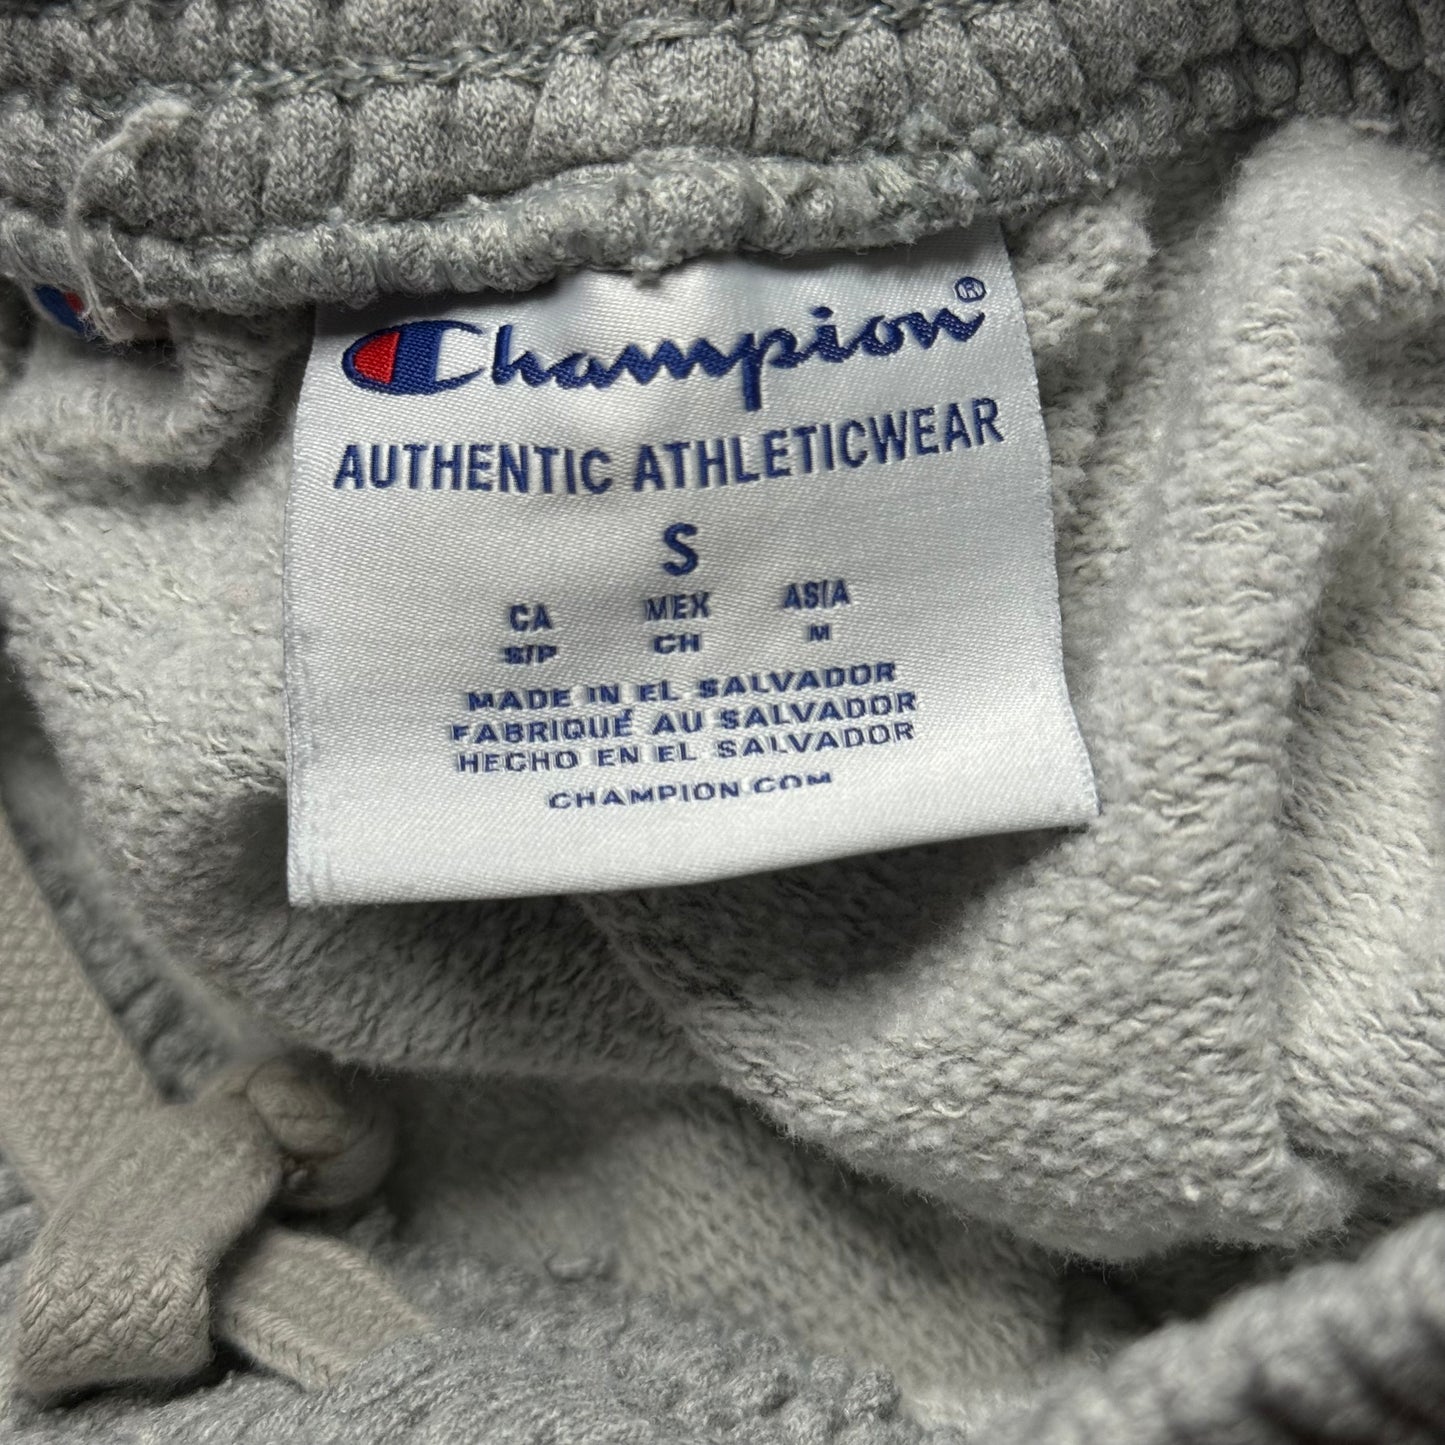 Champion®
AUTHENTIC ATHLETICWEAR
S
CA MEX ASIA
S/P CH M
MADE IN EL SALVADOR
FABRIQUÉ AU SALVADOR
HECHO EN EL SALVADOR
CHAMPION.COM